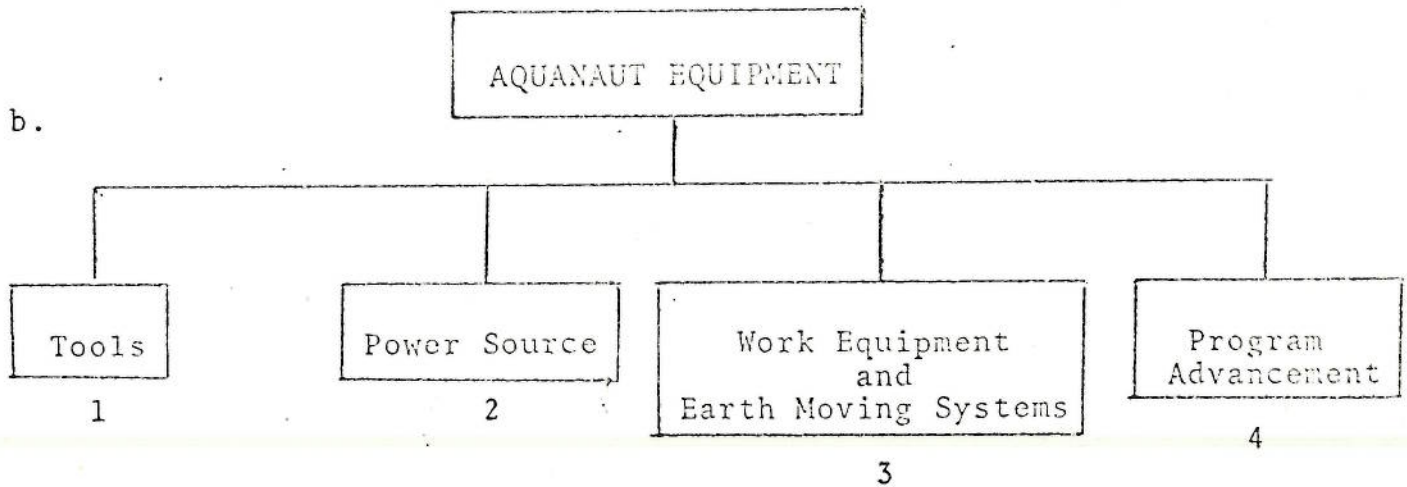 AQUANAUT EQUIPMENT
b.
Tools
1
Power Source
2
Work Equipment
and
Earth Moving Systems
3
Program
Advancement
4